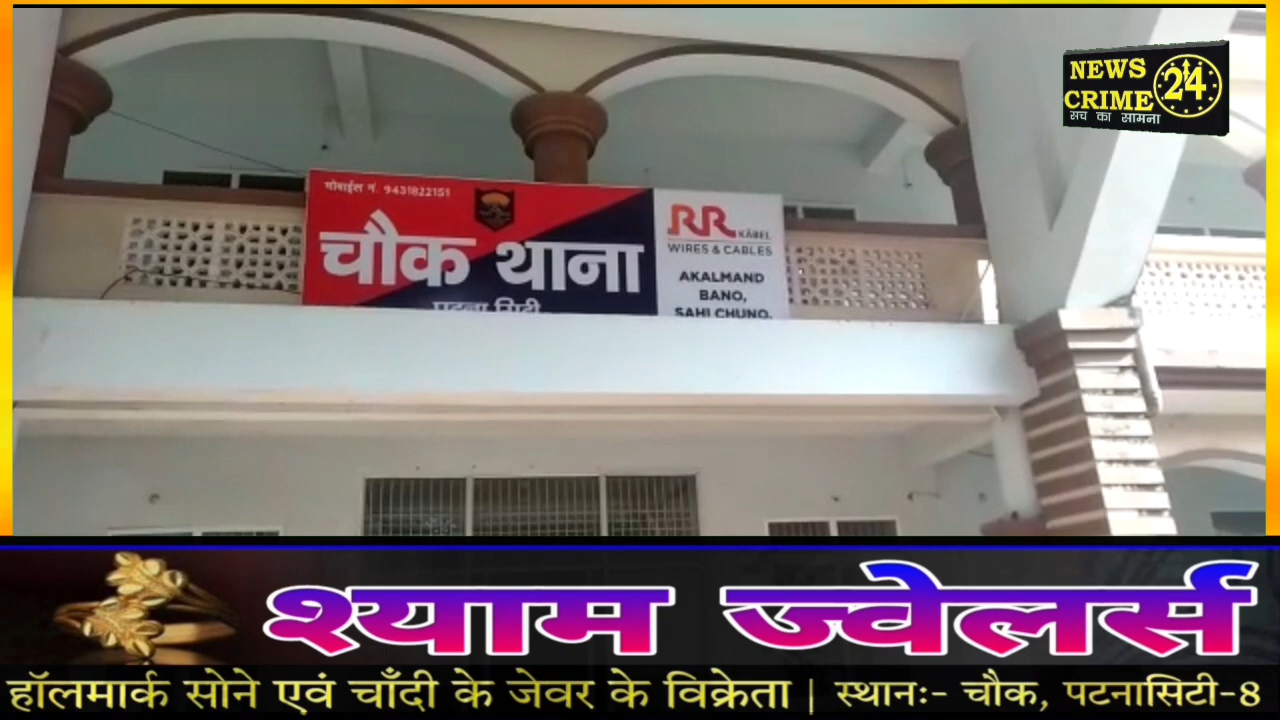 NEWS
CRIME 24
सच का सामना
मोबाईल नं. 9431822151
चौक थाना
पटना सिटी
RR
KABEL
WIRES & CABLES
AKALMAND
BANO,
SAHI CHUNO.
श्याम ज्वेलर्स
हॉलमार्क सोने एवं चाँदी के जेवर के विक्रेता | स्थानः- चौक, पटनासिटी-8